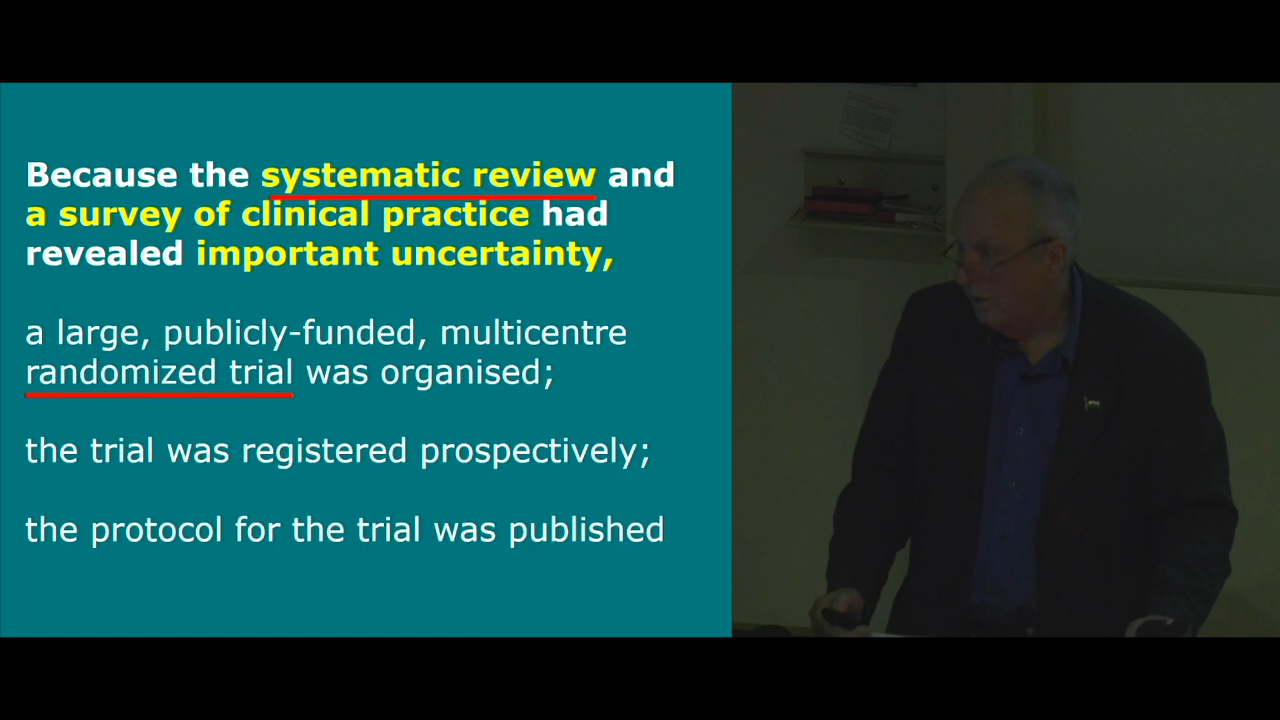 Because the systematic review and
a survey of clinical practice had
revealed important uncertainty,
a large, publicly-funded, multicentre
randomized trial was organised;
the trial was registered prospectively;
the protocol for the trial was published